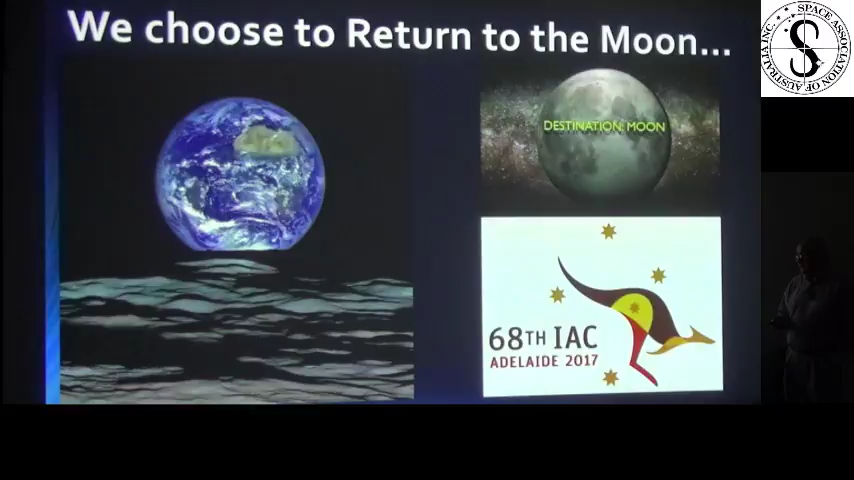 We choose to Return to the Moon...
DESTINATION: MOON
68TH IAC
ADELAIDE 2017
SPACE ASSOCIATION OF AUSTRALIA INC.
S